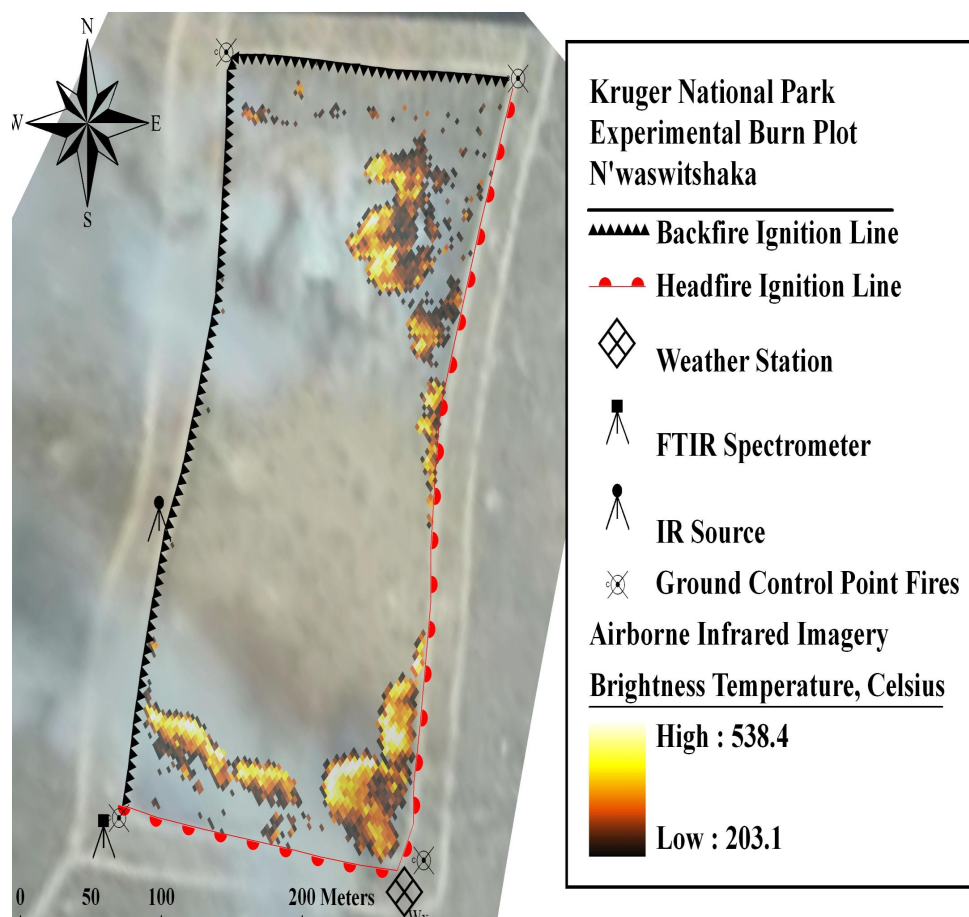 N
W
E
S
c
c
c
0
50
100
200 Meters
Wx
Kruger National Park
Experimental Burn Plot
N'waswitshaka
Backfire Ignition Line
Headfire Ignition Line
Weather Station
FTIR Spectrometer
IR Source
c
Ground Control Point Fires
Airborne Infrared Imagery
Brightness Temperature, Celsius
High : 538.4
Low : 203.1